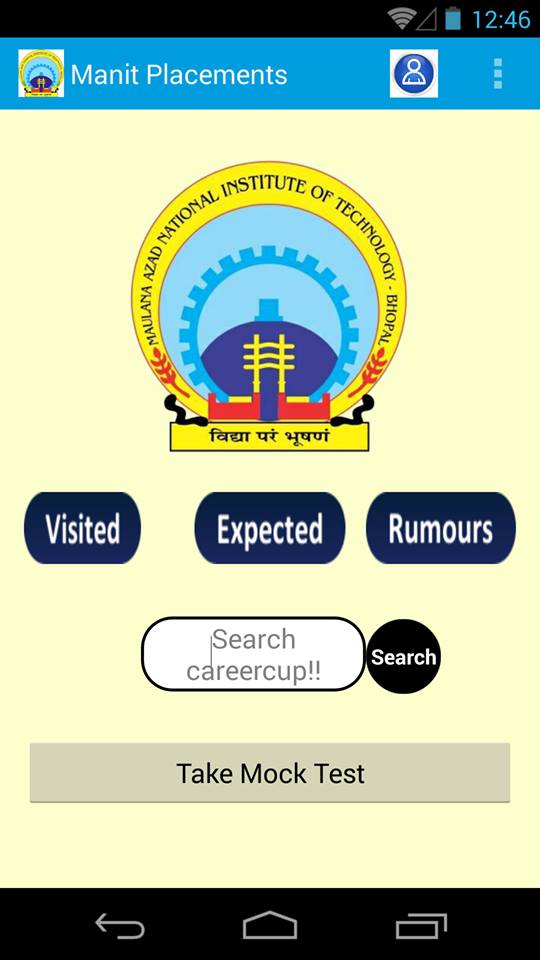 12:46
Manit Placements
MAULANA AZAD NATIONAL INSTITUTE OF TECHNOLOGY - BHOPAL
विद्या परं भूषणं
Visited
Expected
Rumours
Search
careercup!!
Search
Take Mock Test